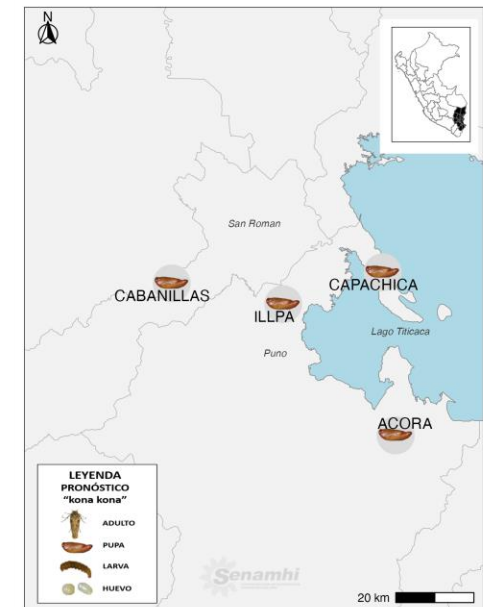 N
San Roman
CABANILLAS
CAPACHICA
ILLPA
Lago Titicaca
Puno
ACORA
LEYENDA
PRONÓSTICO
"kona kona"
ADULTO
PUPA
LARVA
HUEVO
Senamhi
20 km